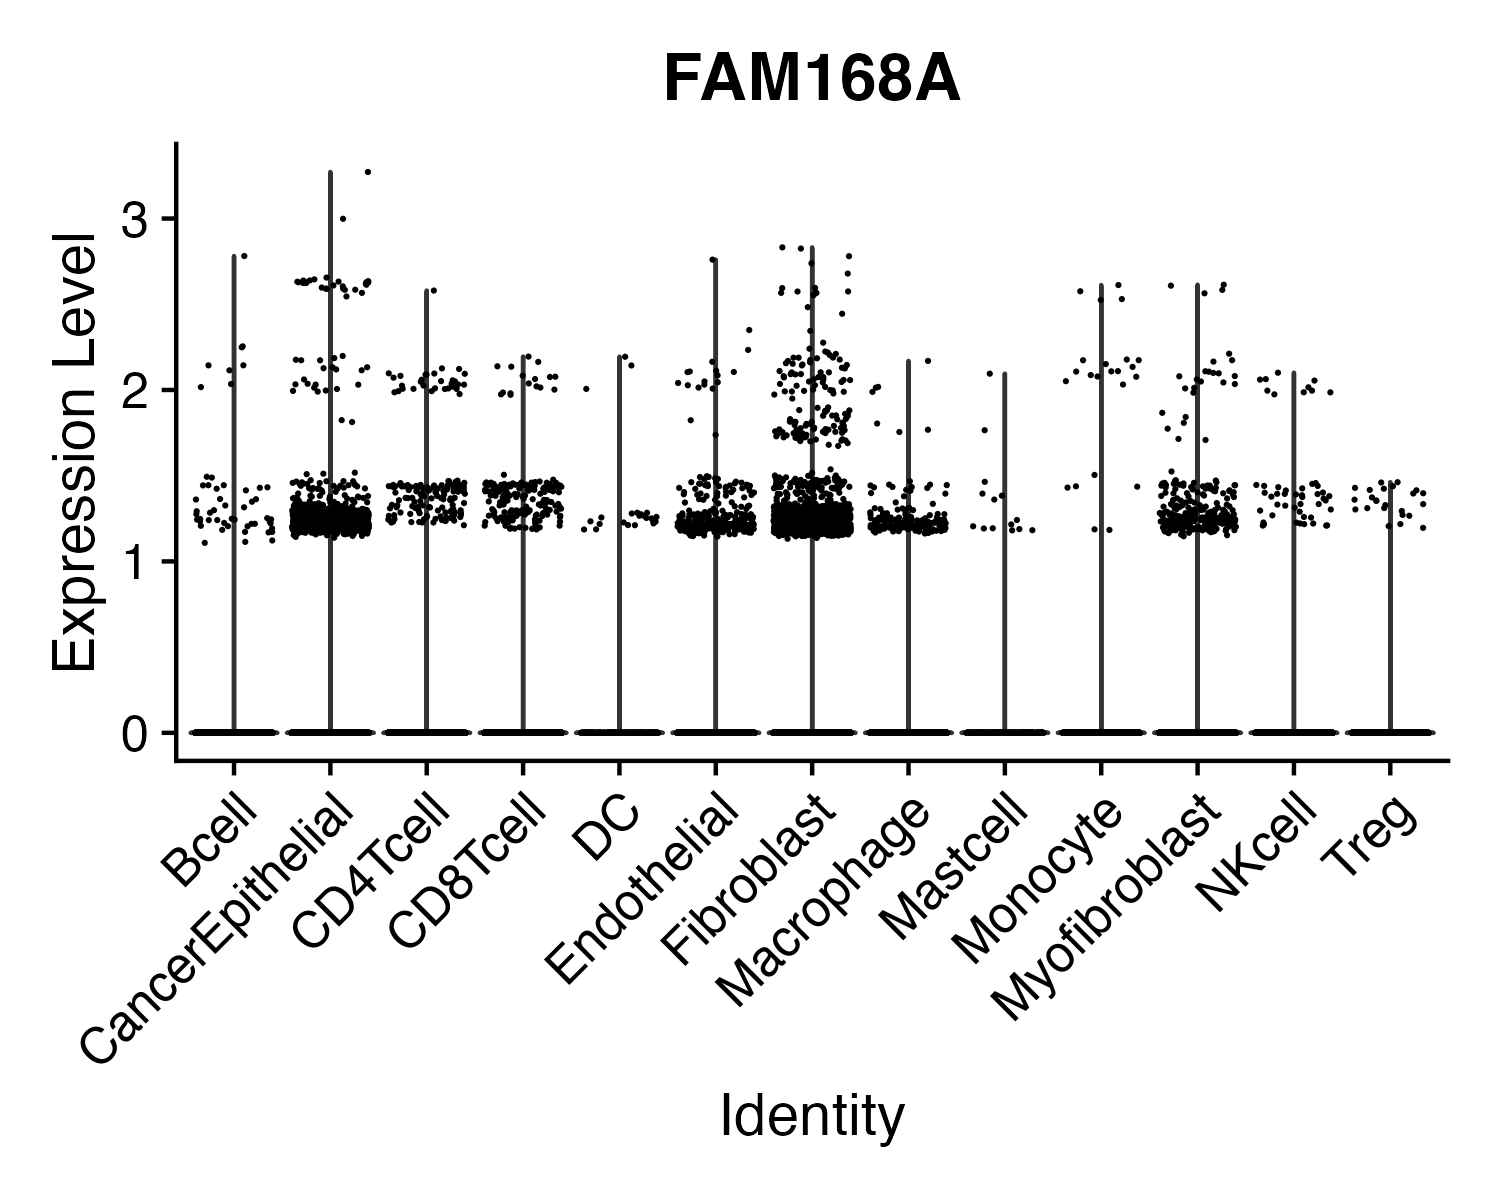 FAM168A
Expression Level
3
2
1
0
Bcell
CancerEpithelial
CD4Tcell
CD8Tcell
DC
Endothelial
Fibroblast
Macrophage
Mastcell
Monocyte
Myofibroblast
NKcell
Treg
Identity